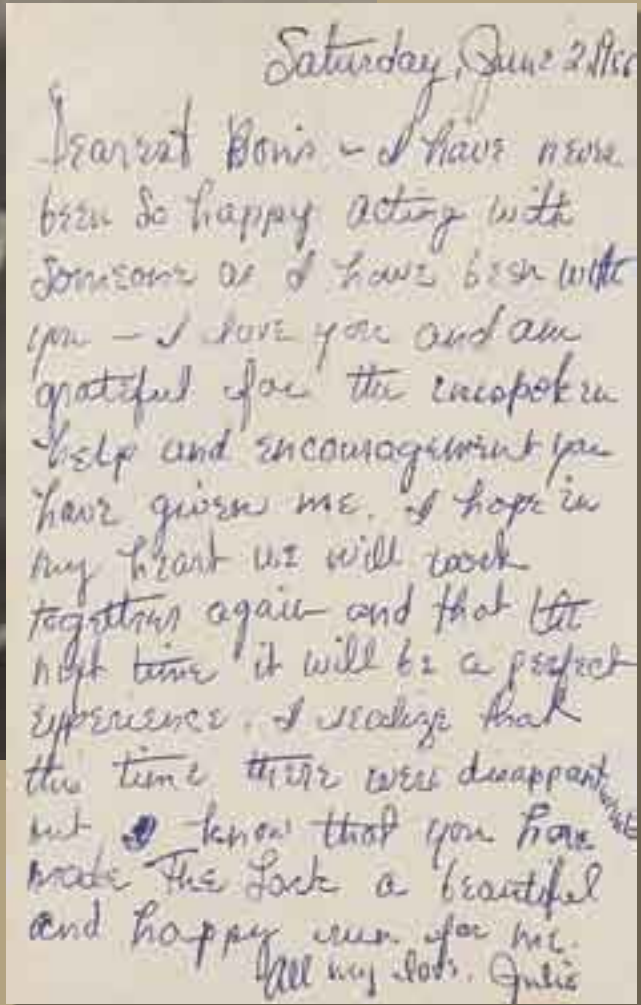 Saturday, June 2
Dearest Boris – I have never
been so happy acting with
someone as I have been with
you – I love you and am
grateful for the unspoken
help and encouragement you
have given me. I hope in
my heart we will work
together again and that the
next time it will be a perfect
experience. I realize that
this time there were disappointments
but I know that you have
made The Lark a beautiful
and happy run for me.
All my love. Julie